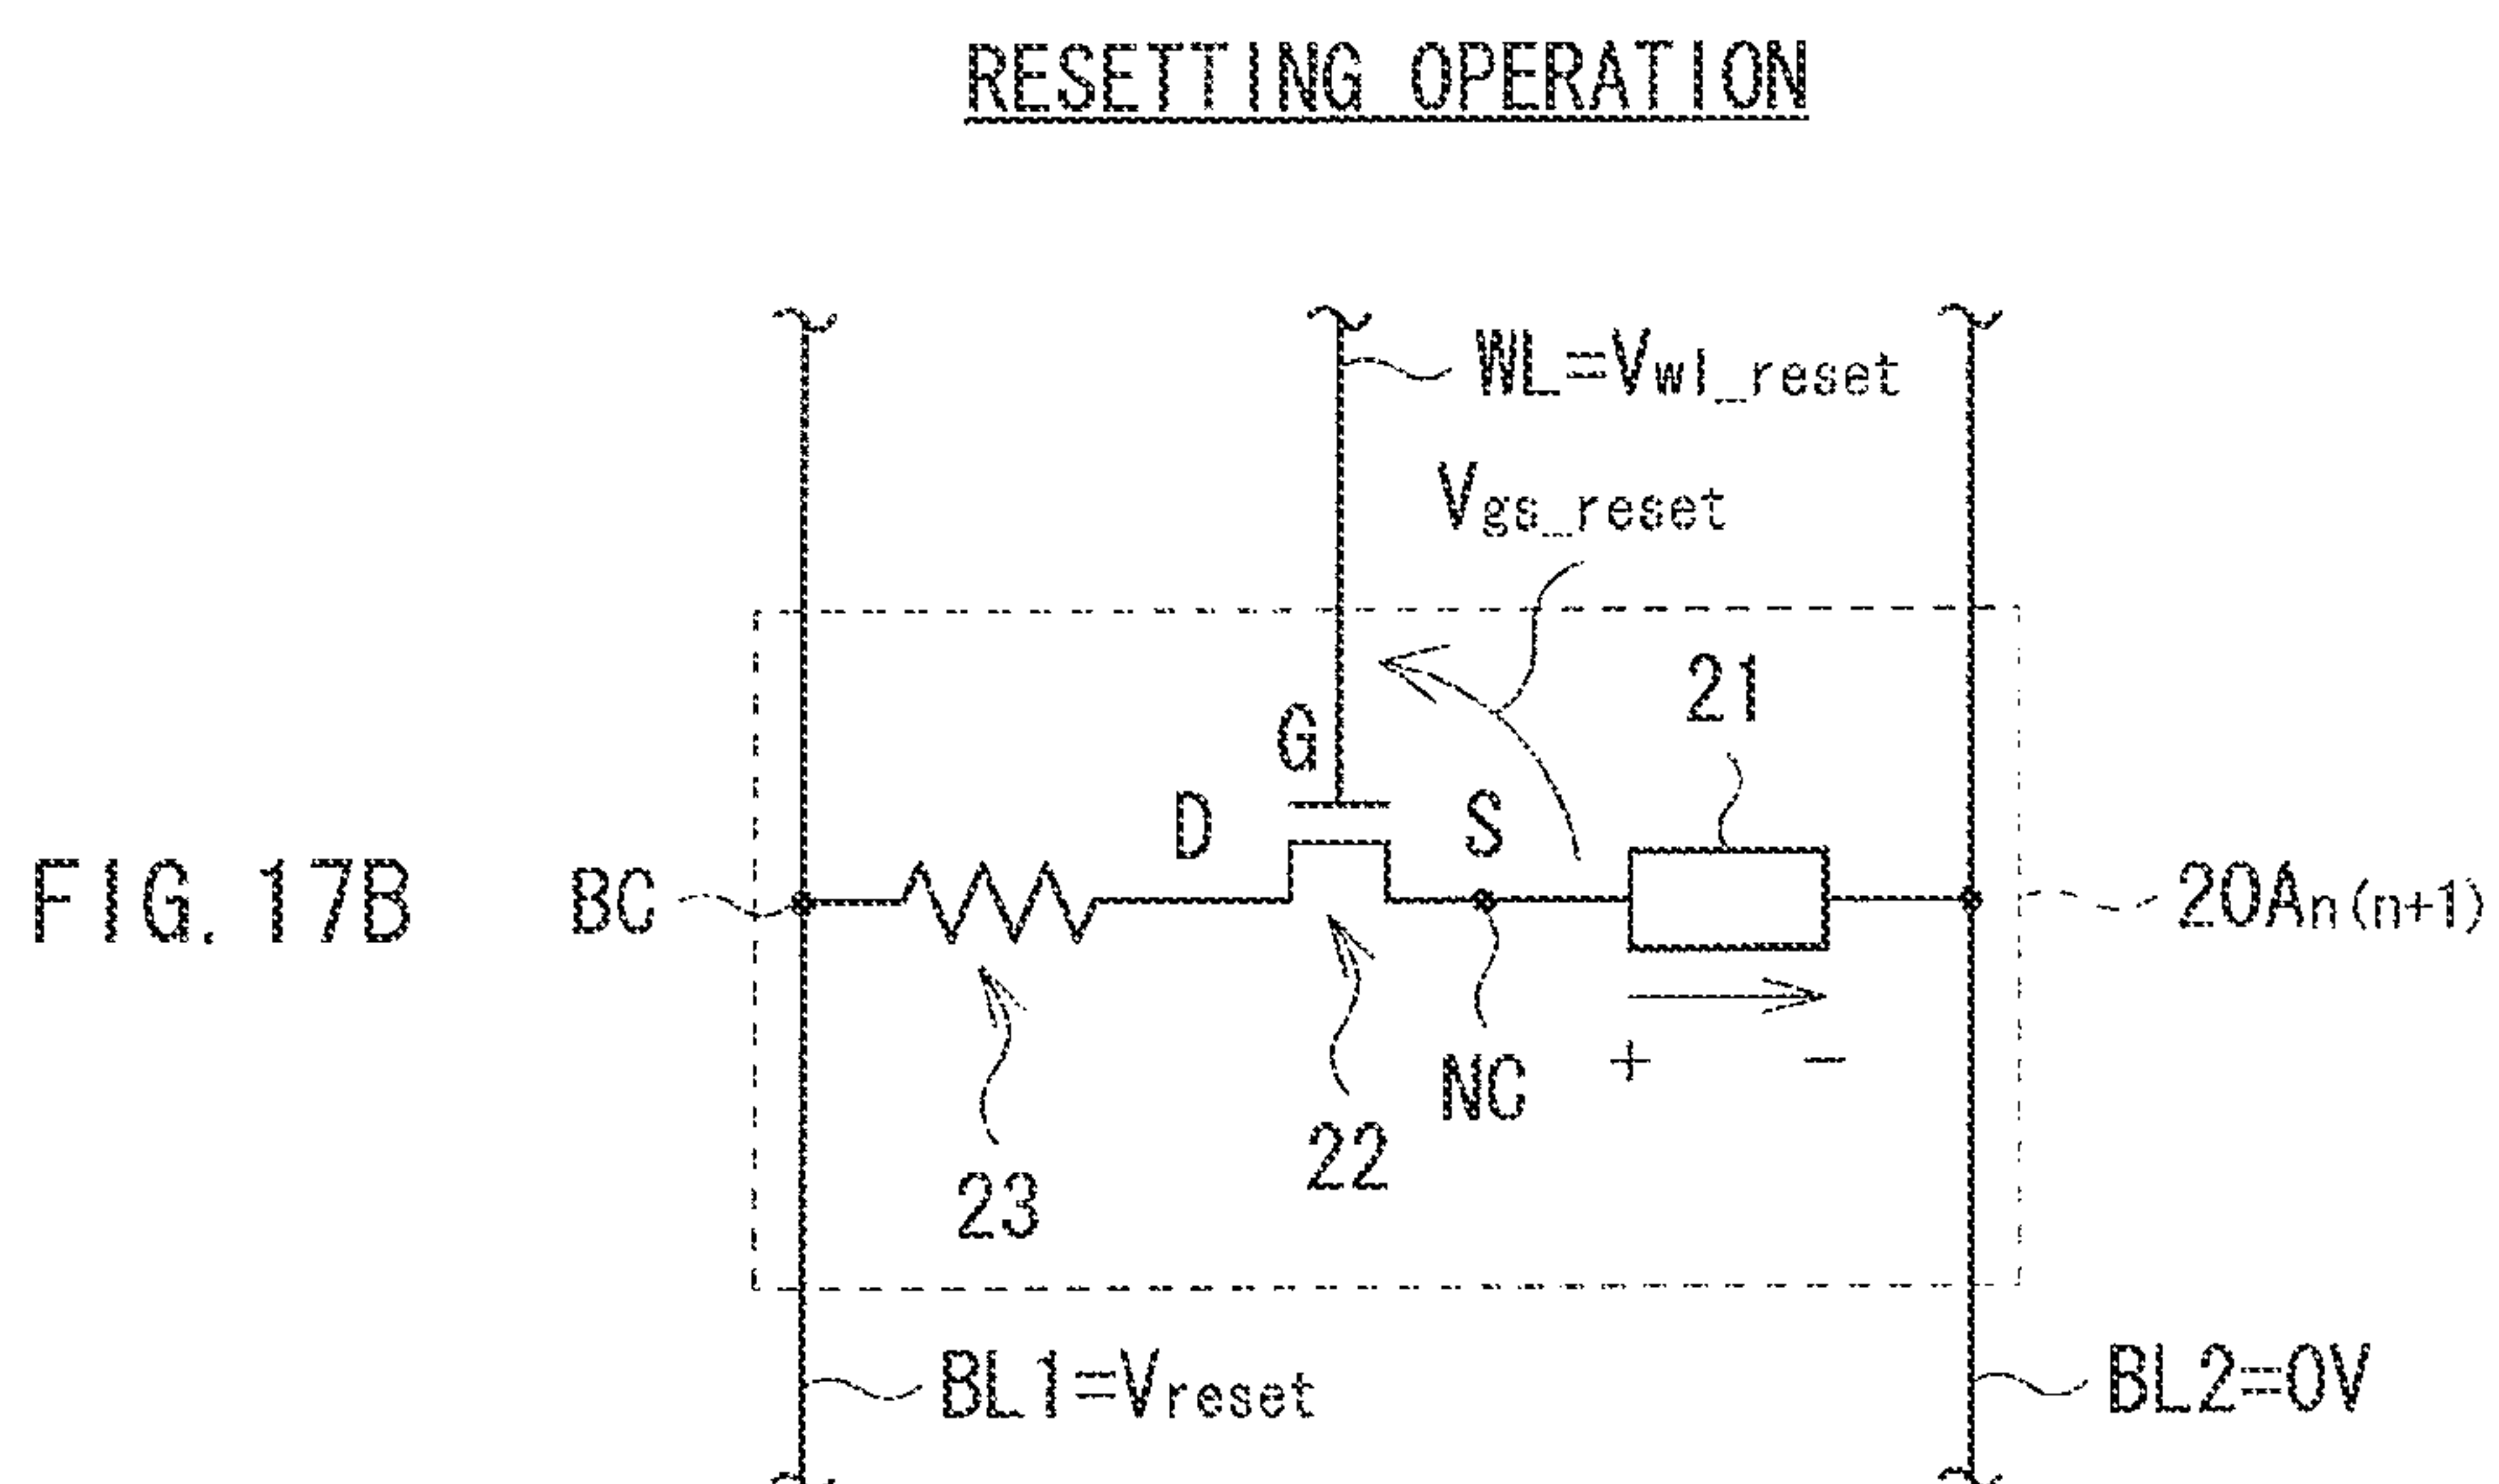 RESETTING OPERATION
WL=Vwl_reset
Vgs_reset
21
G
D
S
FIG. 17B
BC
20An(n+1)
+
-
NC
22
23
BL1=Vreset
BL2=0V